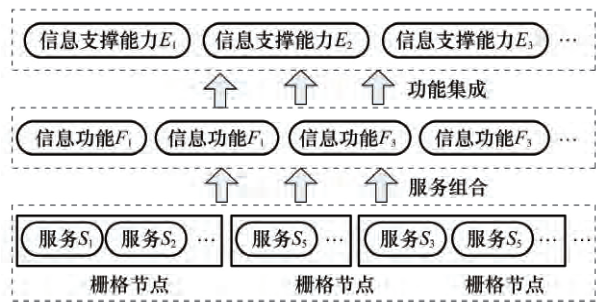 信息支撑能力E₁ 信息支撑能力E₂ 信息支撑能力E₃ …
功能集成
信息功能F₁ 信息功能F₁ 信息功能F₃ 信息功能F₃ …
服务组合
服务S₁ 服务S₂ … 服务S₅ … 服务S₃ 服务S₅ … …
栅格节点 栅格节点 栅格节点